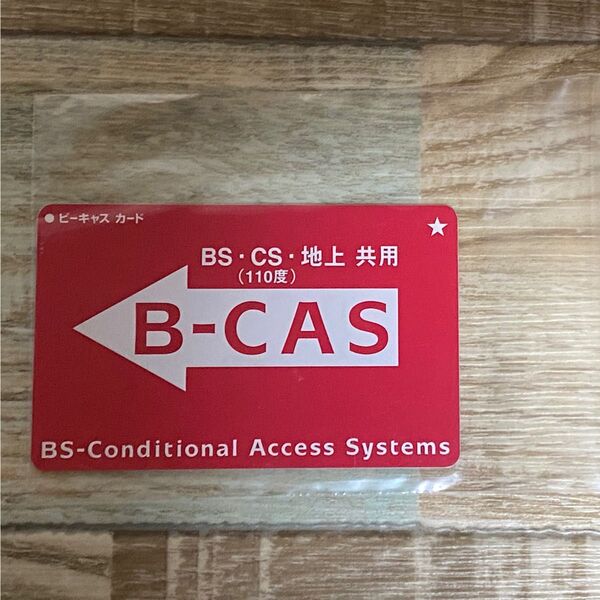 ビーキャス カード
BS・CS・地上 共用
(110度)
B-CAS
BS-Conditional Access Systems